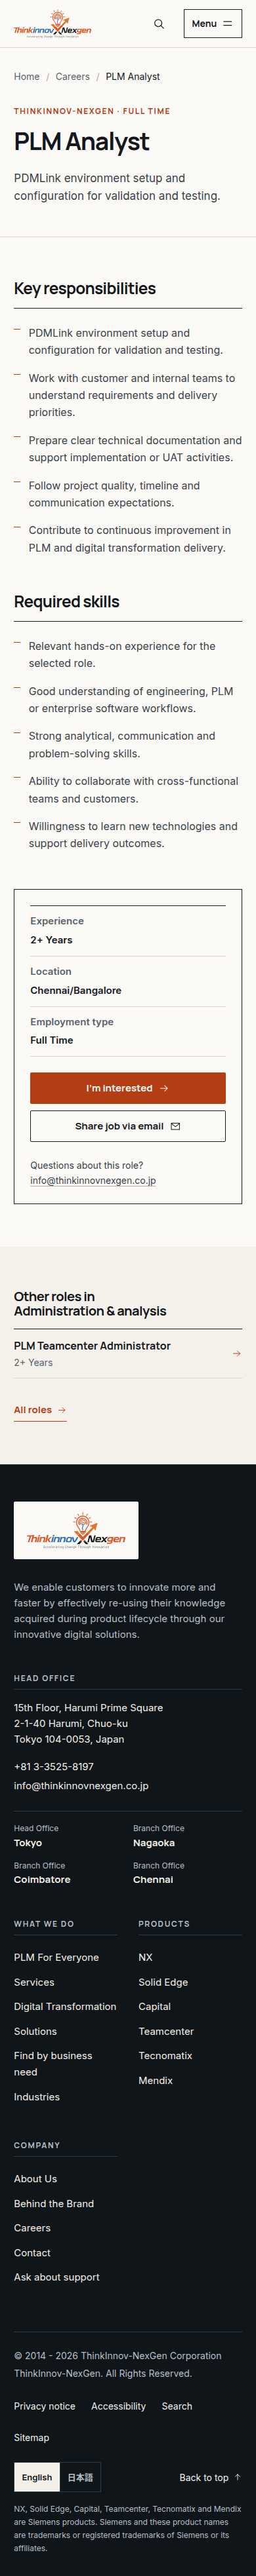 ThinkinnovXNexgen
Menu
Home / Careers / PLM Analyst
THINKINNOV-NEXGEN · FULL TIME
PLM Analyst
PDMLink environment setup and
configuration for validation and testing.
Key responsibilities
PDMLink environment setup and
configuration for validation and testing.
Work with customer and internal teams to
understand requirements and delivery
priorities.
Prepare clear technical documentation and
support implementation or UAT activities.
Follow project quality, timeline and
communication expectations.
Contribute to continuous improvement in
PLM and digital transformation delivery.
Required skills
Relevant hands-on experience for the
selected role.
Good understanding of engineering, PLM
or enterprise software workflows.
Strong analytical, communication and
problem-solving skills.
Ability to collaborate with cross-functional
teams and customers.
Willingness to learn new technologies and
support delivery outcomes.
Experience
2+ Years
Location
Chennai/Bangalore
Employment type
Full Time
I'm interested →
Share job via email
Questions about this role?
info@thinkinnovnexgen.co.jp
Other roles in
Administration & analysis
PLM Teamcenter Administrator →
2+ Years
All roles →
ThinkinnovXNexgen
We enable customers to innovate more and
faster by effectively re-using their knowledge
acquired during product lifecycle through our
innovative digital solutions.
HEAD OFFICE
15th Floor, Harumi Prime Square
2-1-40 Harumi, Chuo-ku
Tokyo 104-0053, Japan
+81 3-3525-8197
info@thinkinnovnexgen.co.jp
Head Office Branch Office
Tokyo Nagaoka
Branch Office Branch Office
Coimbatore Chennai
WHAT WE DO
PLM For Everyone
Services
Digital Transformation
Solutions
Find by business
need
Industries
PRODUCTS
NX
Solid Edge
Capital
Teamcenter
Tecnomatix
Mendix
COMPANY
About Us
Behind the Brand
Careers
Contact
Ask about support
© 2014 - 2026 ThinkInnov-NexGen Corporation
ThinkInnov-NexGen. All Rights Reserved.
Privacy notice Accessibility Search
Sitemap
English 日本語 Back to top ↑
NX, Solid Edge, Capital, Teamcenter, Tecnomatix and Mendix
are Siemens products. Siemens and these product names
are trademarks or registered trademarks of Siemens or its
affiliates.